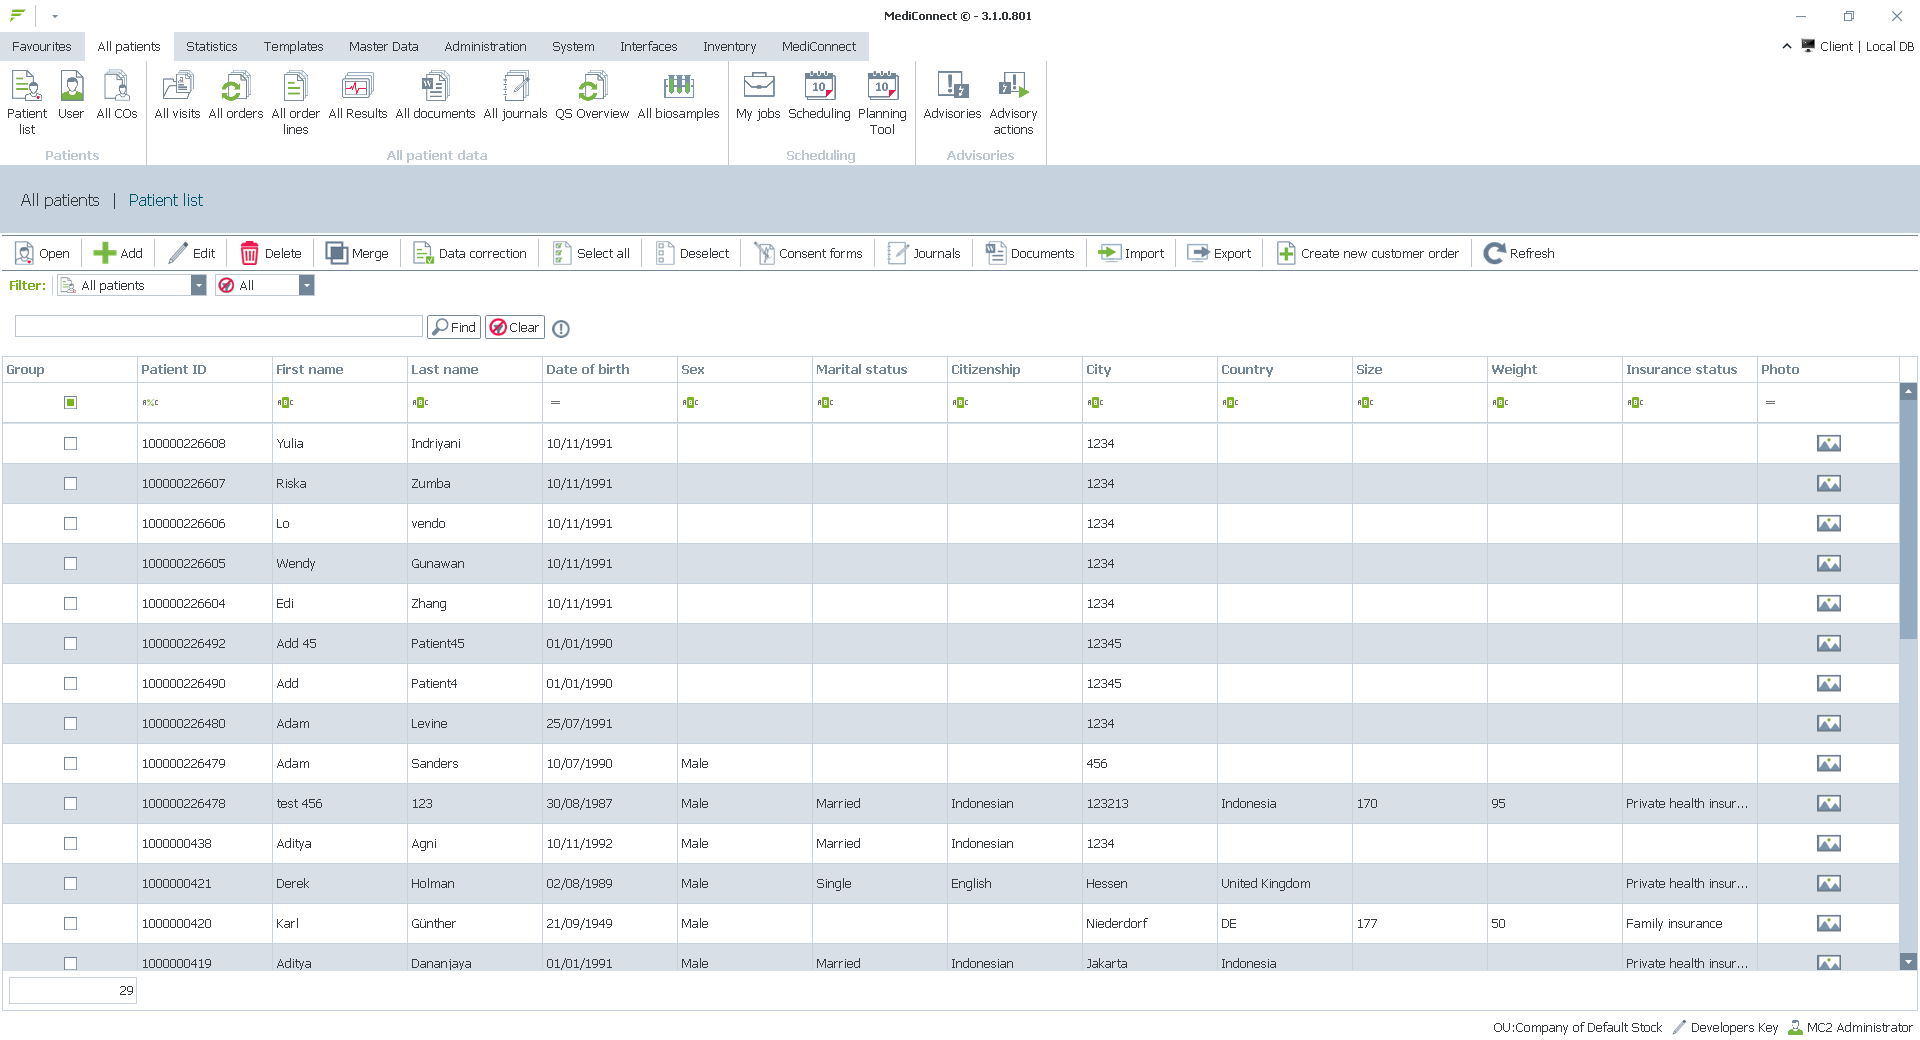 MediConnect © - 3.1.0.801
Favourites All patients Statistics Templates Master Data Administration System Interfaces Inventory MediConnect
Client | Local DB
Patient list User All COs All visits All orders All order lines All Results All documents All journals QS Overview All biosamples My jobs Scheduling Planning Tool Advisories Advisory actions
Patients All patient data Scheduling Advisories
All patients | Patient list
Open Add Edit Delete Merge Data correction Select all Deselect Consent forms Journals Documents Import Export Create new customer order Refresh
Filter: All patients All
Find Clear
Group Patient ID First name Last name Date of birth Sex Marital status Citizenship City Country Size Weight Insurance status Photo
100000226608 Yulia Indriyani 10/11/1991 1234
100000226607 Riska Zumba 10/11/1991 1234
100000226606 Lo vendo 10/11/1991 1234
100000226605 Wendy Gunawan 10/11/1991 1234
100000226604 Edi Zhang 10/11/1991 1234
100000226492 Add 45 Patient45 01/01/1990 12345
100000226490 Add Patient4 01/01/1990 12345
100000226480 Adam Levine 25/07/1991 1234
100000226479 Adam Sanders 10/07/1990 Male 456
100000226478 test 456 123 30/08/1987 Male Married Indonesian 123213 Indonesia 170 95 Private health insur...
1000000438 Aditya Agni 10/11/1992 Male Married Indonesian 1234
1000000421 Derek Holman 02/08/1989 Male Single English Hessen United Kingdom Private health insur...
1000000420 Karl Günther 21/09/1949 Male Niederdorf DE 177 50 Family insurance
1000000419 Aditya Dananjaya 01/01/1991 Male Married Indonesian Jakarta Indonesia Private health insur...
29
OU:Company of Default Stock Developers Key MC2 Administrator